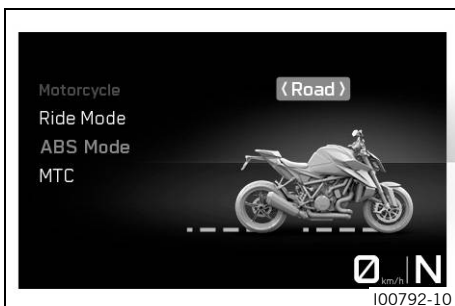 Motorcycle
⟨ Road ⟩
Ride Mode
ABS Mode
MTC
0 km/h N
I00792-10